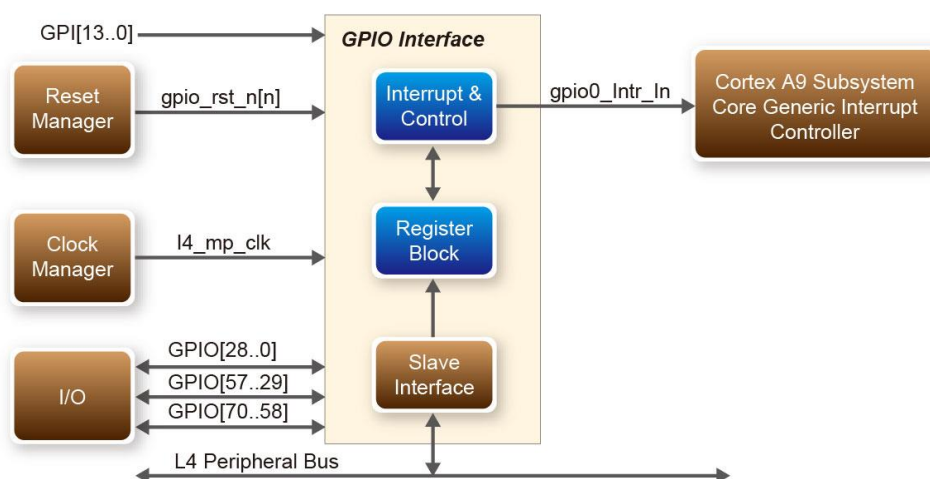 GPI[13..0]
GPIO Interface
Reset
Manager
gpio_rst_n[n]
Interrupt &
Control
gpio0_Intr_In
Cortex A9 Subsystem
Core Generic Interrupt
Controller
Clock
Manager
l4_mp_clk
Register
Block
I/O
GPIO[28..0]
GPIO[57..29]
GPIO[70..58]
Slave
Interface
L4 Peripheral Bus